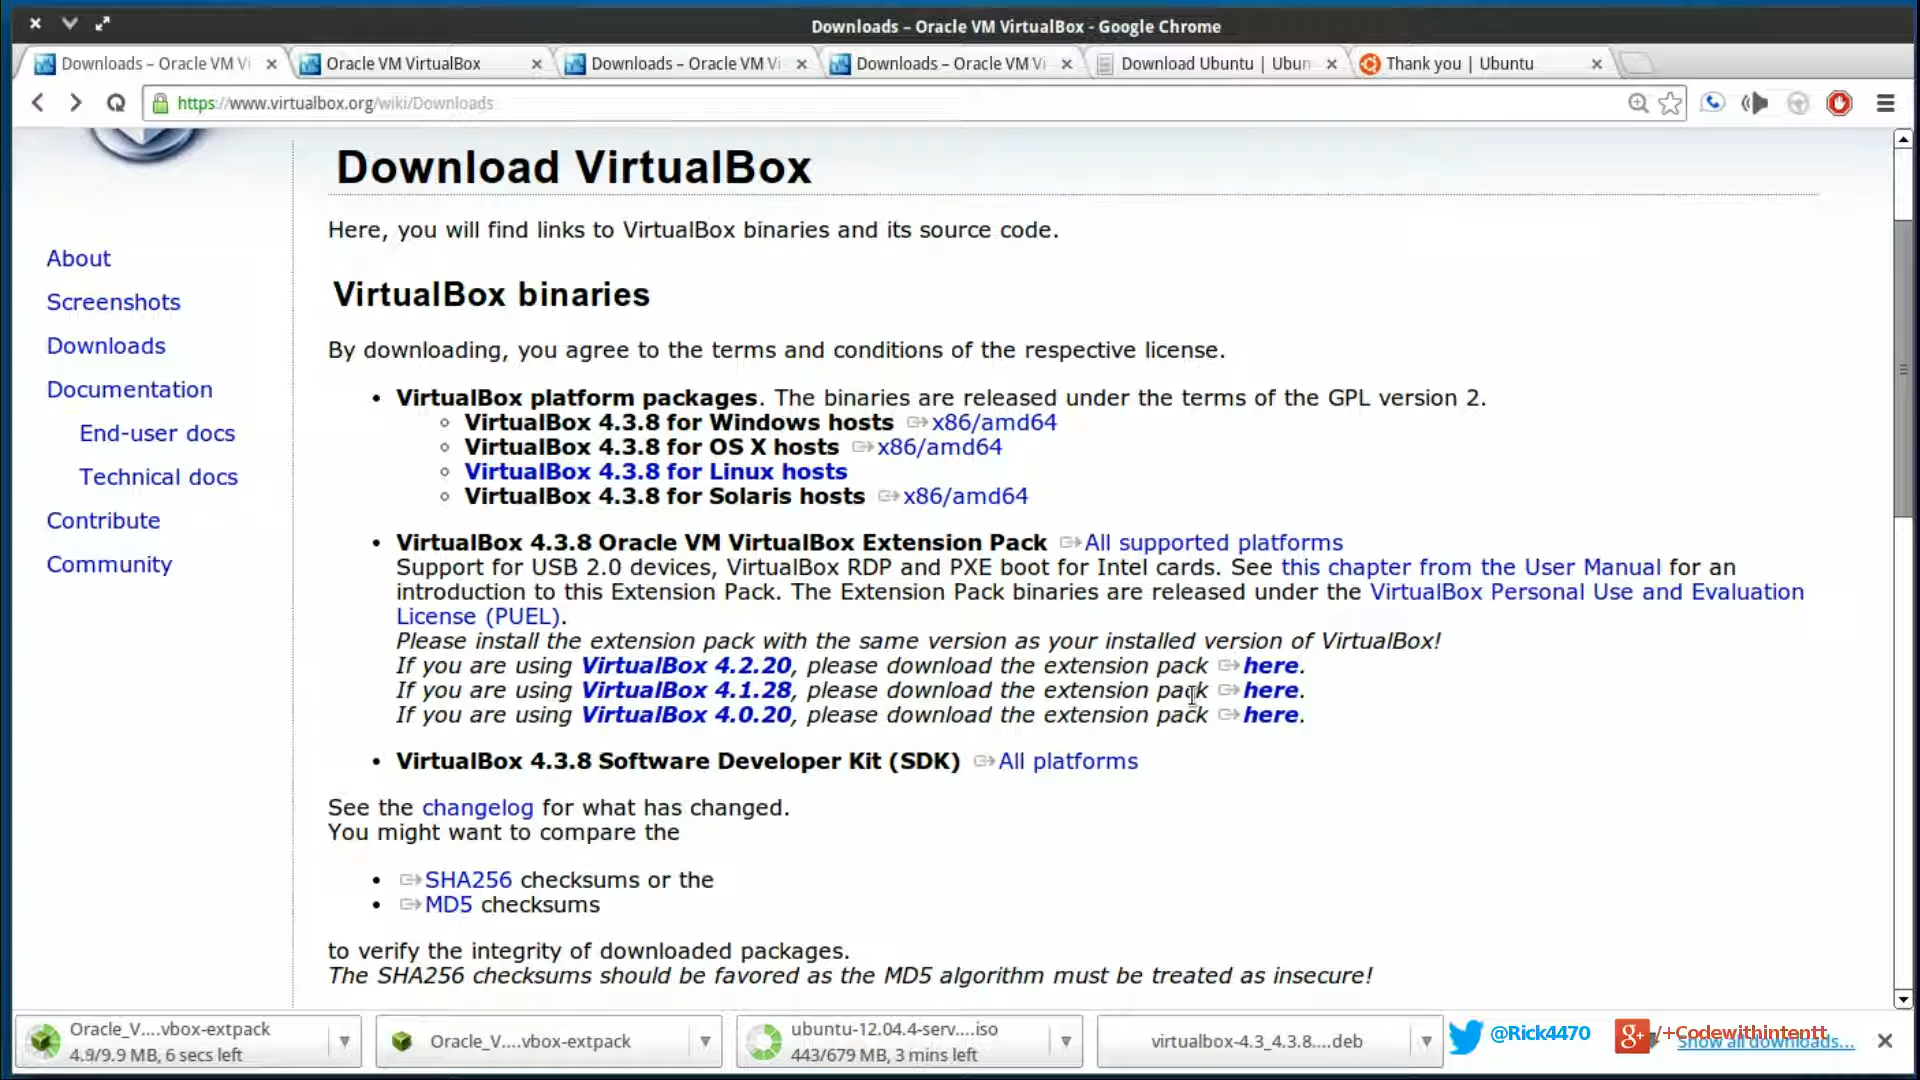 Downloads – Oracle VM VirtualBox - Google Chrome
Downloads – Oracle VM Vi
Oracle VM VirtualBox
Downloads – Oracle VM Vi
Downloads – Oracle VM Vi
Download Ubuntu | Ubun
Thank you | Ubuntu
https://www.virtualbox.org/wiki/Downloads
Download VirtualBox
Here, you will find links to VirtualBox binaries and its source code.
About
Screenshots
Downloads
Documentation
End-user docs
Technical docs
Contribute
Community
VirtualBox binaries
By downloading, you agree to the terms and conditions of the respective license.
• VirtualBox platform packages. The binaries are released under the terms of the GPL version 2.
VirtualBox 4.3.8 for Windows hosts x86/amd64
VirtualBox 4.3.8 for OS X hosts x86/amd64
VirtualBox 4.3.8 for Linux hosts
VirtualBox 4.3.8 for Solaris hosts x86/amd64
• VirtualBox 4.3.8 Oracle VM VirtualBox Extension Pack All supported platforms
Support for USB 2.0 devices, VirtualBox RDP and PXE boot for Intel cards. See this chapter from the User Manual for an
introduction to this Extension Pack. The Extension Pack binaries are released under the VirtualBox Personal Use and Evaluation
License (PUEL).
Please install the extension pack with the same version as your installed version of VirtualBox!
If you are using VirtualBox 4.2.20, please download the extension pack here.
If you are using VirtualBox 4.1.28, please download the extension pack here.
If you are using VirtualBox 4.0.20, please download the extension pack here.
• VirtualBox 4.3.8 Software Developer Kit (SDK) All platforms
See the changelog for what has changed.
You might want to compare the
• SHA256 checksums or the
• MD5 checksums
to verify the integrity of downloaded packages.
The SHA256 checksums should be favored as the MD5 algorithm must be treated as insecure!
Oracle_V....vbox-extpack
4.9/9.9 MB, 6 secs left
Oracle_V....vbox-extpack
ubuntu-12.04.4-serv....iso
443/679 MB, 3 mins left
virtualbox-4.3_4.3.8....deb
@Rick4470
g+
/+Codewithintentt
Show all downloads...